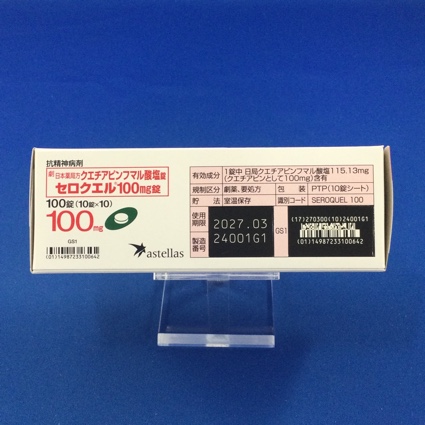 抗精神病剤
劇 日本薬局方 クエチアピンフマル酸塩錠
セロクエル®100mg錠
100錠(10錠×10)
100mg
GS1
(01)14987233100642
astellas
有効成分 1錠中 日局クエチアピンフマル酸塩115.13mg
(クエチアピンとして100mg)含有
規制区分 劇薬、要処方 包装 PTP(10錠シート)
貯法 室温保存 識別コード SEROQUEL 100
使用期限 2027.03
製造番号 24001G1
GS1
(17)270300(10)24001G1
(01)14987233100642